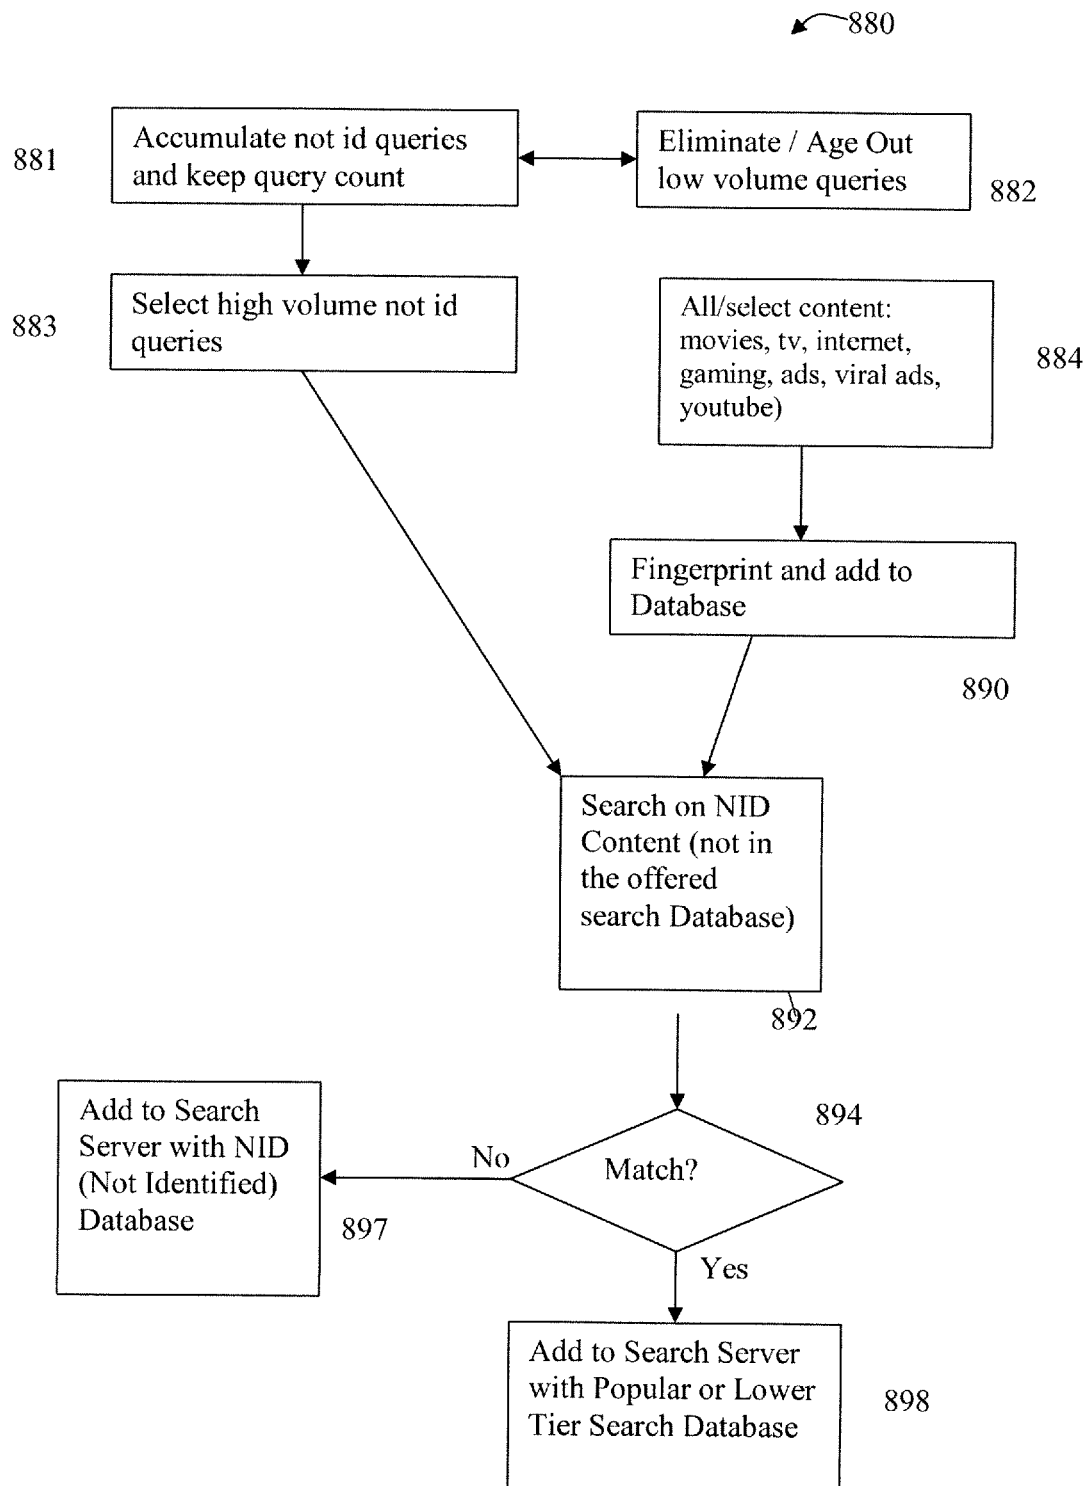 880
881
Accumulate not id queries
and keep query count
Eliminate / Age Out
low volume queries
882
883
Select high volume not id
queries
All/select content:
movies, tv, internet,
gaming, ads, viral ads,
youtube)
884
Fingerprint and add to
Database
890
Search on NID
Content (not in
the offered
search Database)
892
894
Match?
No
Add to Search
Server with NID
(Not Identified)
Database
897
Yes
Add to Search Server
with Popular or Lower
Tier Search Database
898